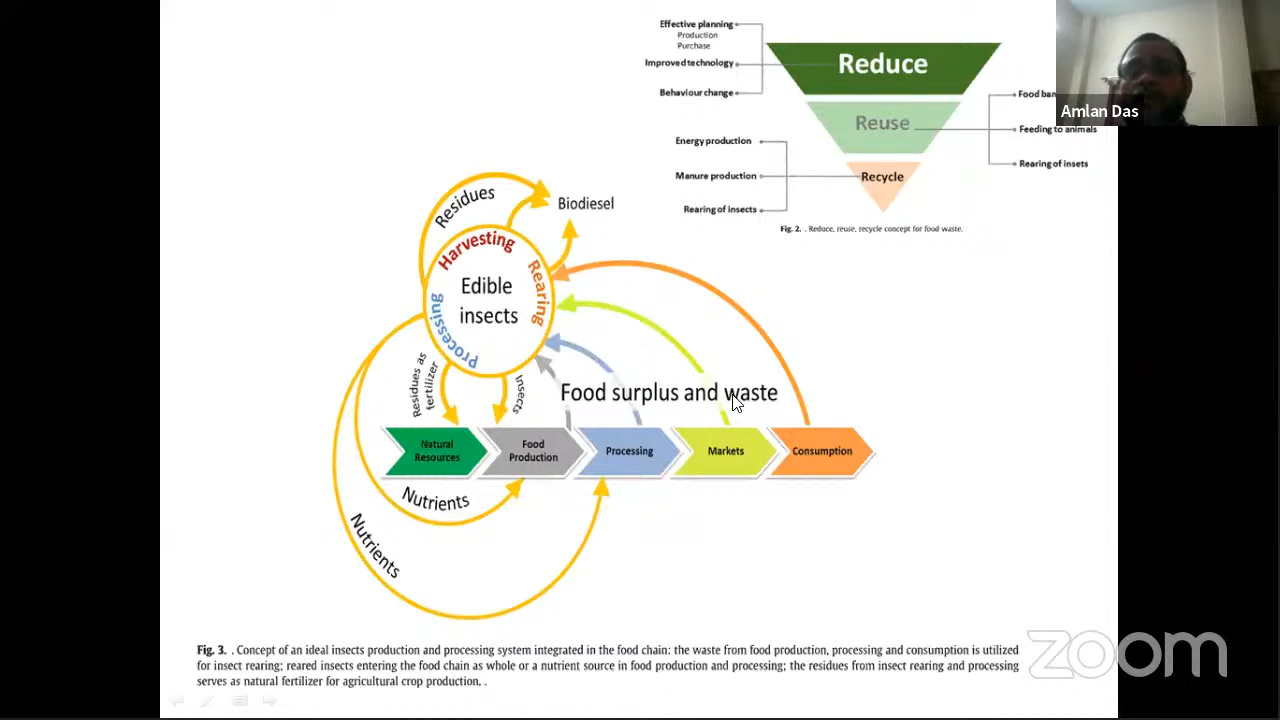 Effective planning
Production
Purchase
Improved technology
Behaviour change
Reduce
Reuse
Recycle
Food ban
Feeding to animals
Rearing of insets
Energy production
Manure production
Rearing of insects
Fig. 2. . Reduce, reuse, recycle concept for food waste.
Amlan Das
Residues
Biodiesel
Harvesting
Rearing
Processing
Edible
insects
Residues as
fertilizer
Insects
Food surplus and waste
Natural
Resources
Food
Production
Processing
Markets
Consumption
Nutrients
Nutrients
Fig. 3. . Concept of an ideal insects production and processing system integrated in the food chain: the waste from food production, processing and consumption is utilized
for insect rearing; reared insects entering the food chain as whole or a nutrient source in food production and processing; the residues from insect rearing and processing
serves as natural fertilizer for agricultural crop production. .
zoom